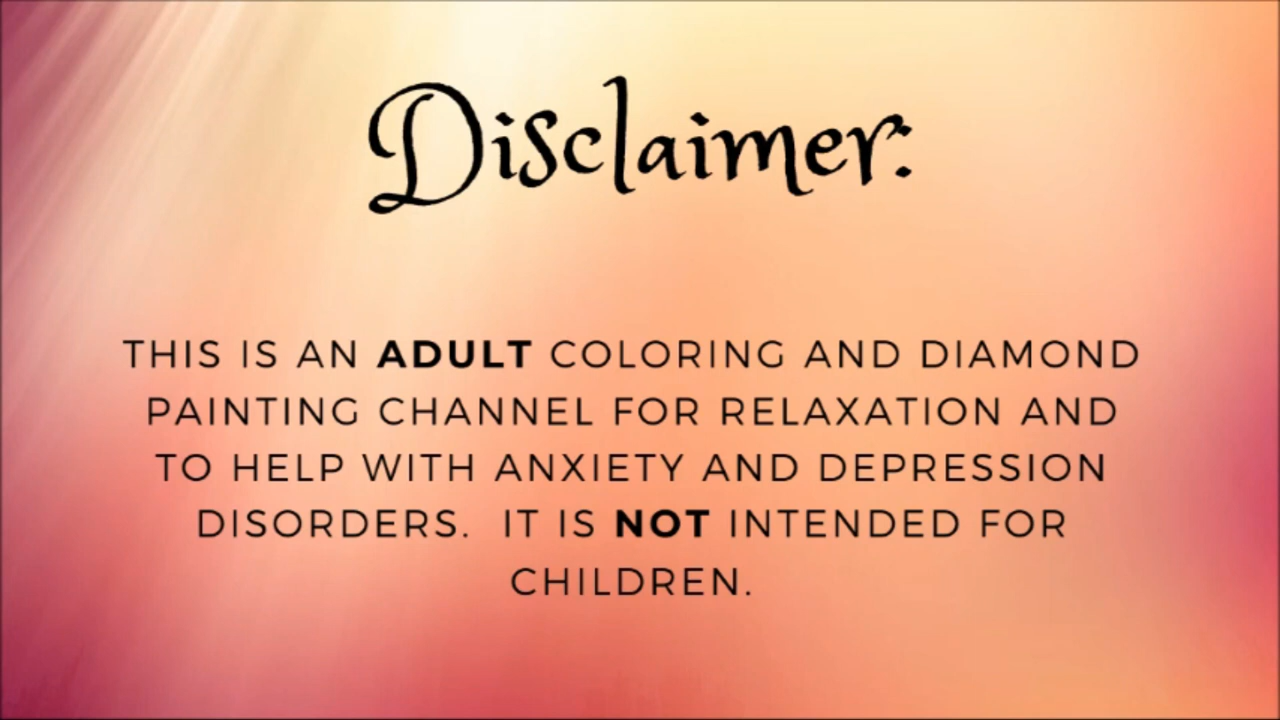 Disclaimer:
THIS IS AN ADULT COLORING AND DIAMOND
PAINTING CHANNEL FOR RELAXATION AND
TO HELP WITH ANXIETY AND DEPRESSION
DISORDERS.  IT IS NOT INTENDED FOR
CHILDREN.